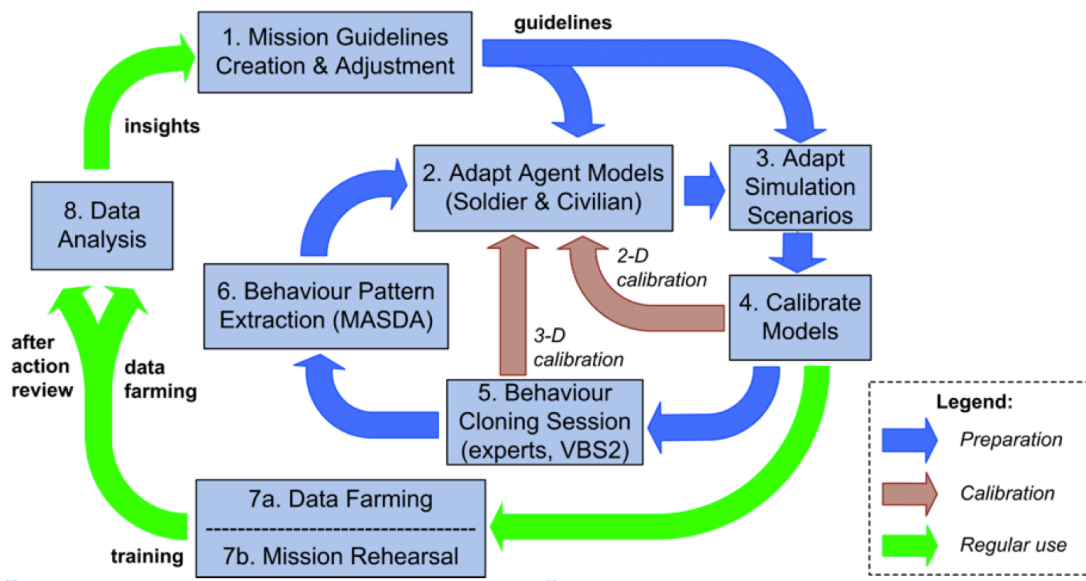 guidelines
1. Mission Guidelines
Creation & Adjustment
insights
2. Adapt Agent Models
(Soldier & Civilian)
3. Adapt
Simulation
Scenarios
8. Data
Analysis
2-D
calibration
6. Behaviour Pattern
Extraction (MASDA)
4. Calibrate
Models
3-D
calibration
after
action
review
data
farming
5. Behaviour
Cloning Session
(experts, VBS2)
Legend:
Preparation
Calibration
Regular use
7a. Data Farming
7b. Mission Rehearsal
training